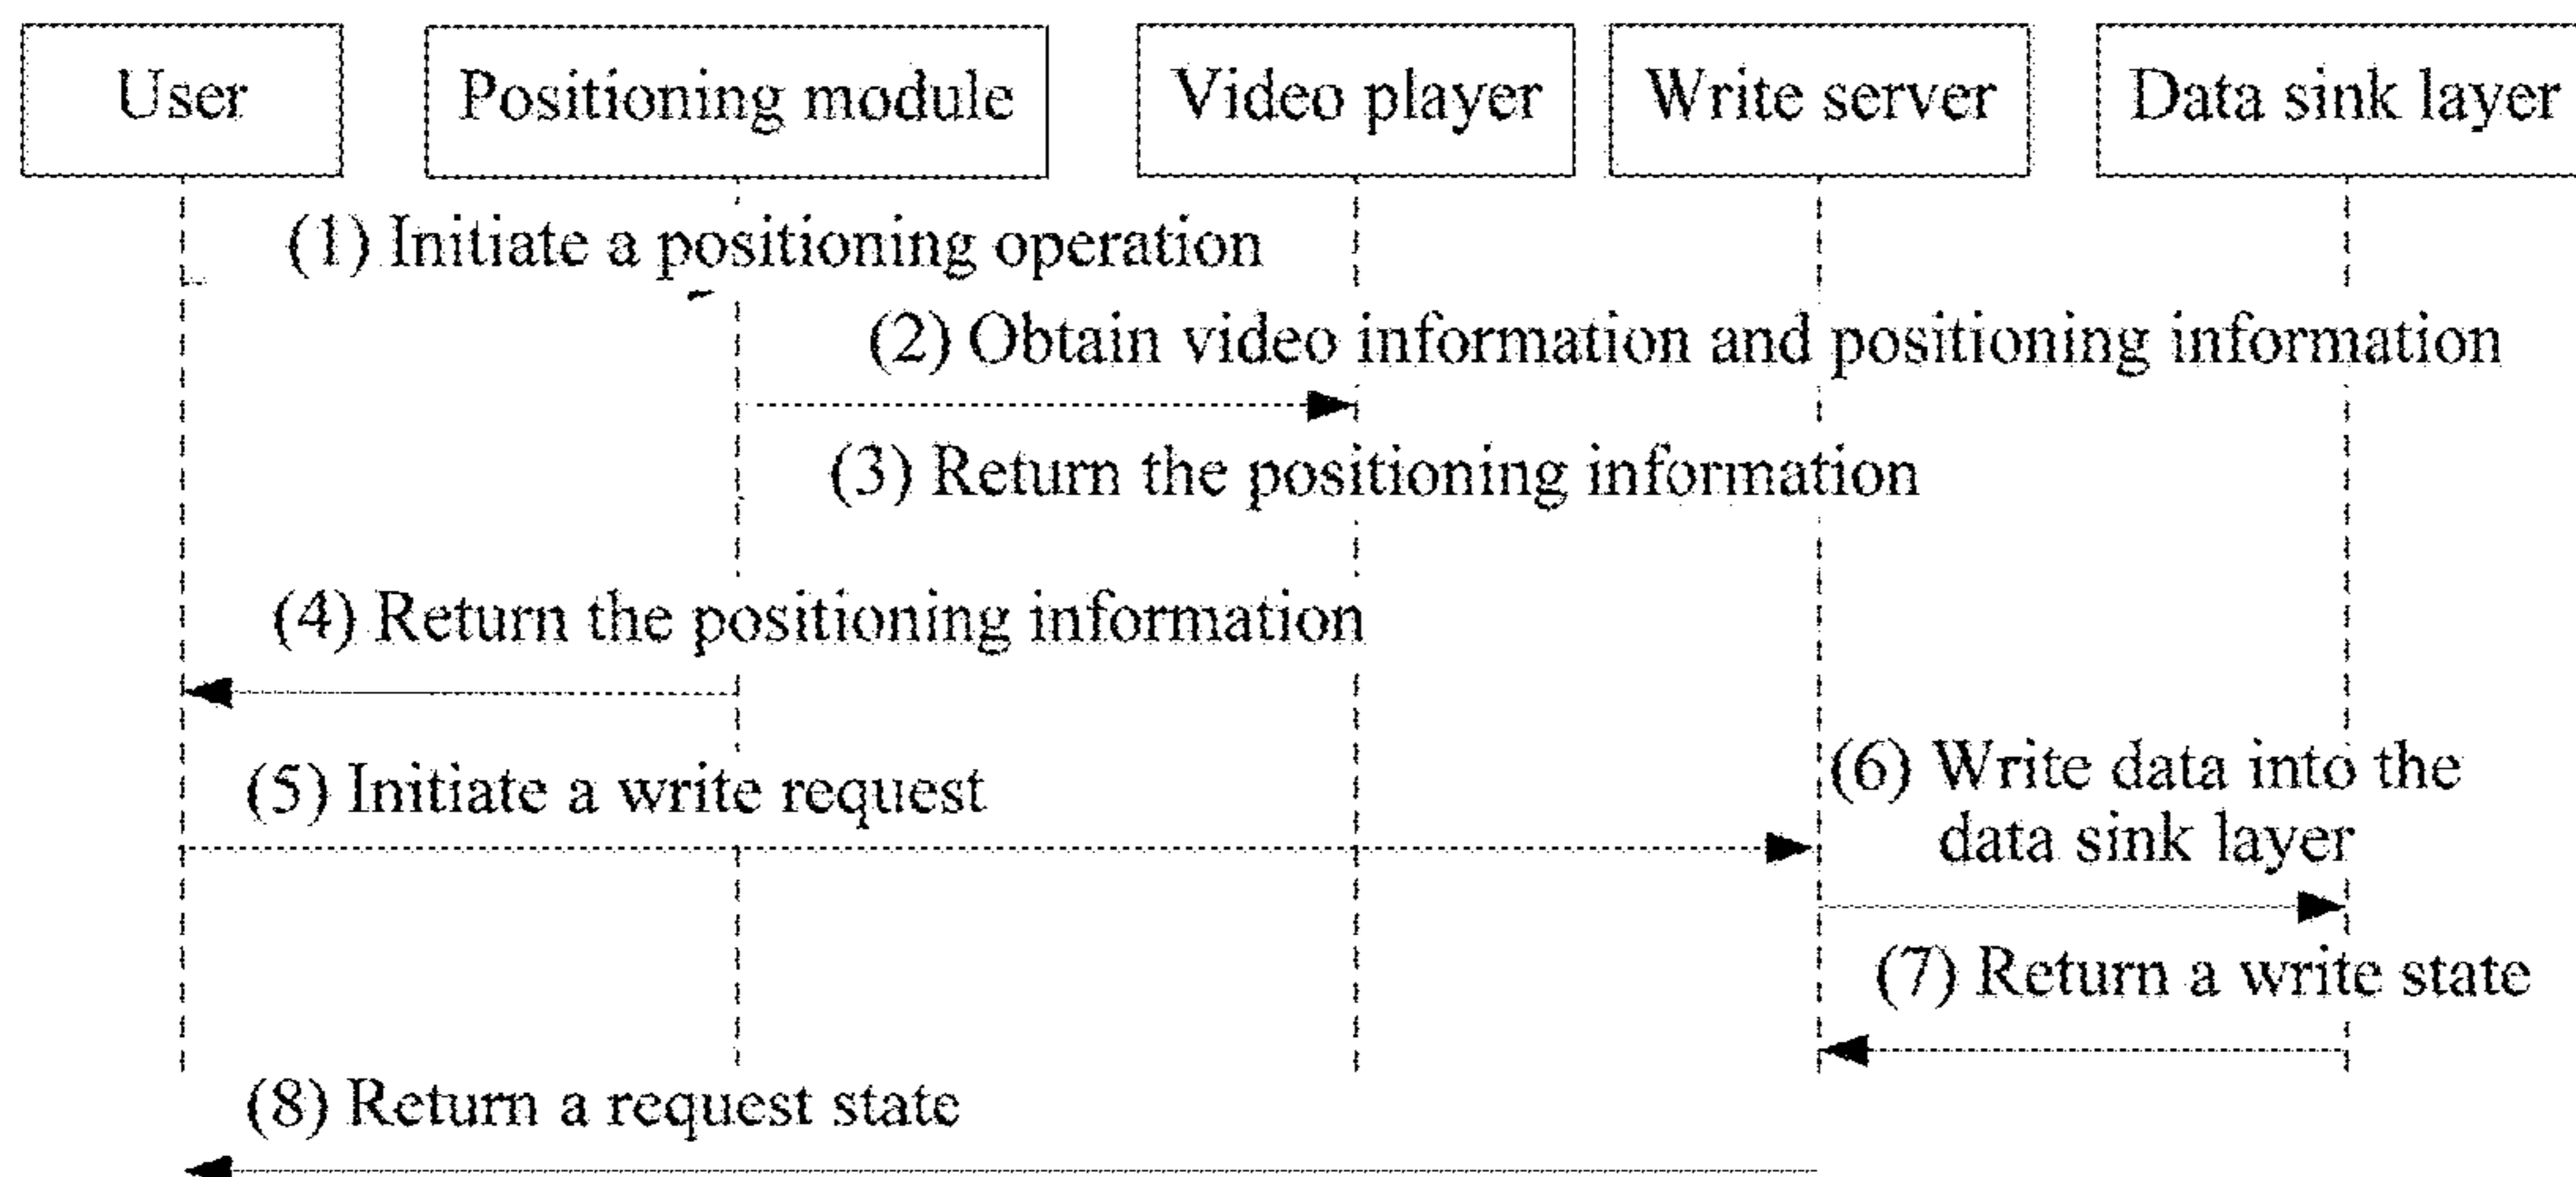 User
Positioning module
Video player
Write server
Data sink layer
(1) Initiate a positioning operation
(2) Obtain video information and positioning information
(3) Return the positioning information
(4) Return the positioning information
(5) Initiate a write request
(6) Write data into the
data sink layer
(7) Return a write state
(8) Return a request state